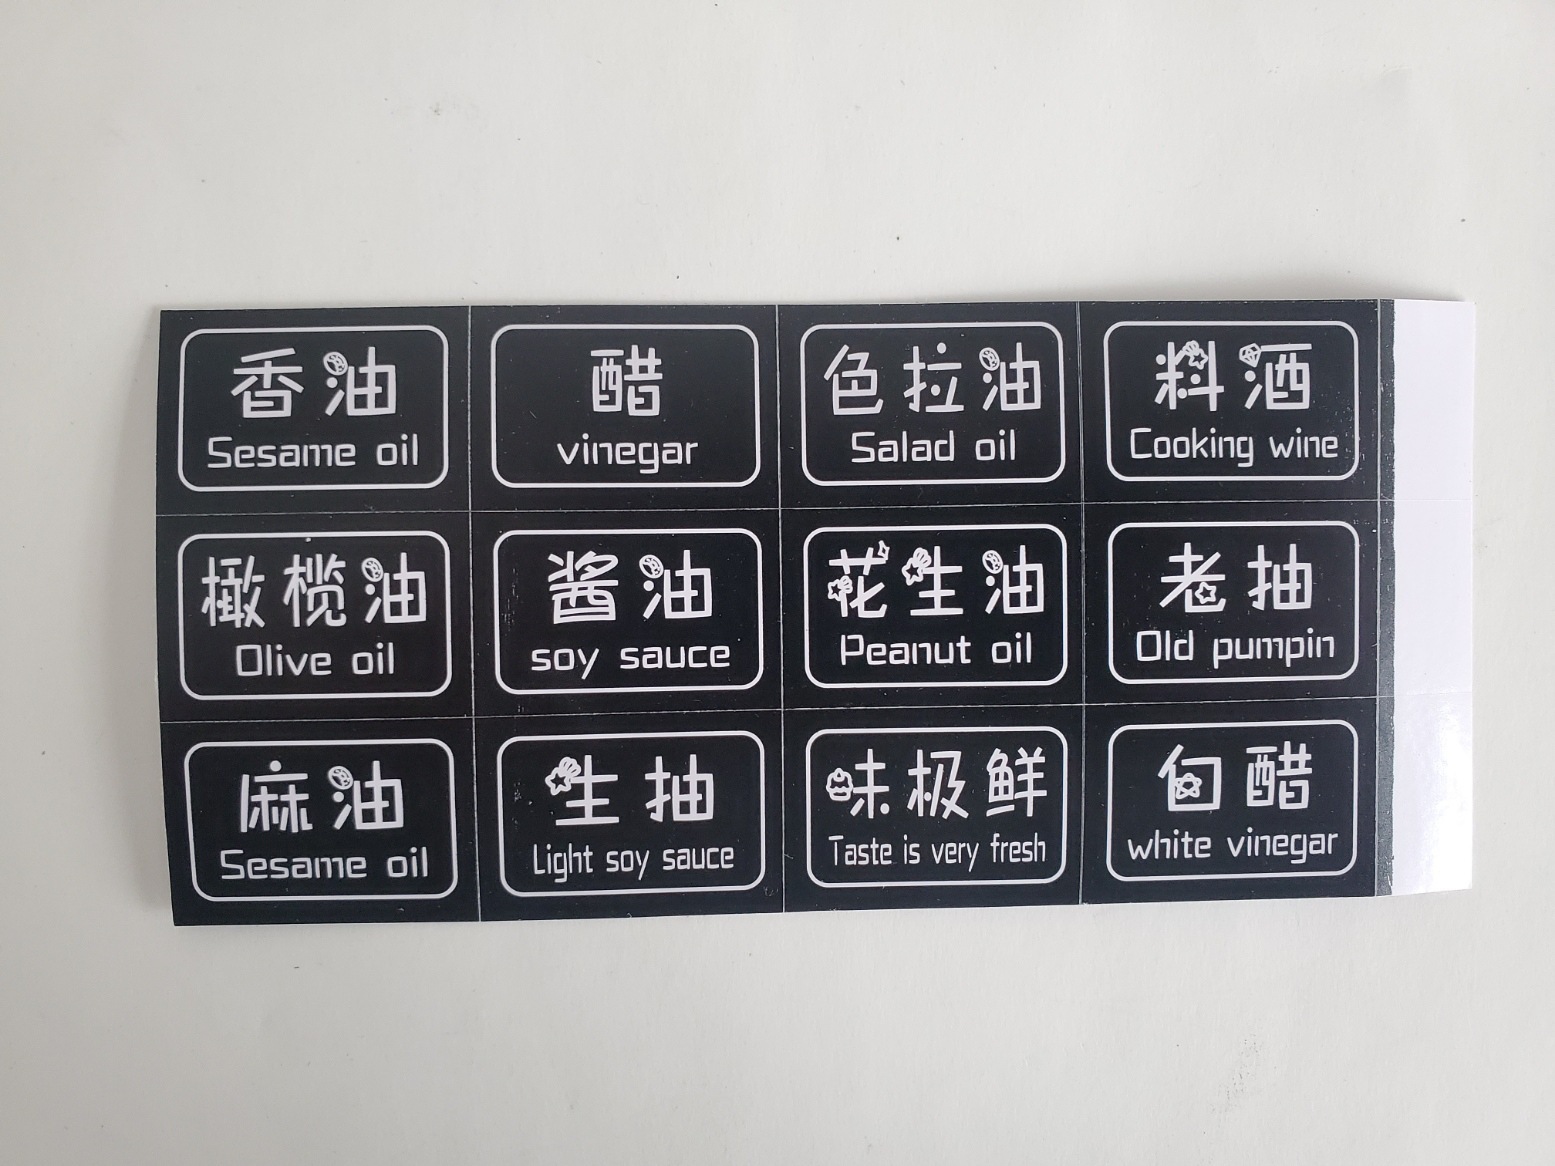 香油
Sesame oil
醋
vinegar
色拉油
Salad oil
料酒
Cooking wine
橄榄油
Olive oil
酱油
soy sauce
花生油
Peanut oil
老抽
Old pumpin
麻油
Sesame oil
生抽
Light soy sauce
味极鲜
Taste is very fresh
白醋
white vinegar